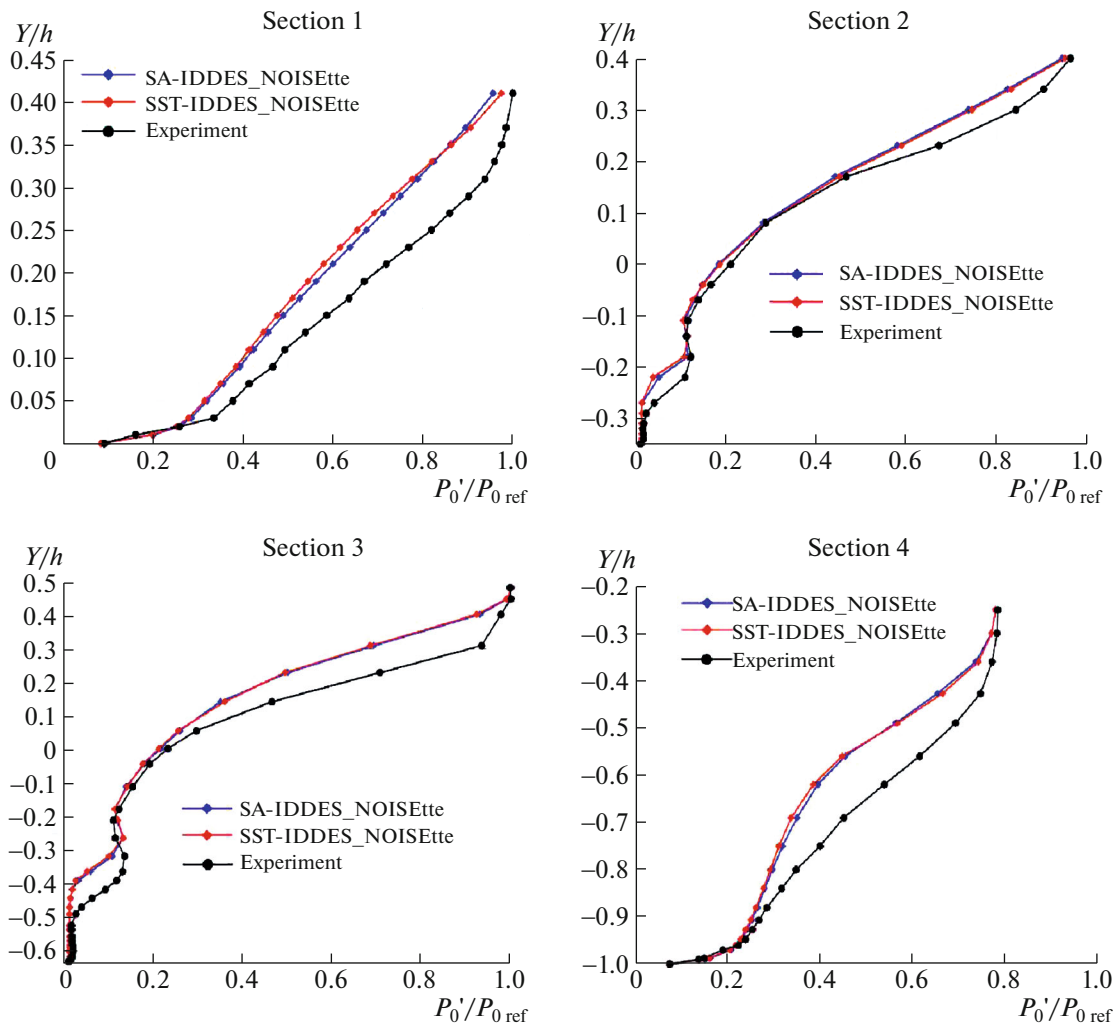 Section 1
Y/h
0.45
0.40
0.35
0.30
0.25
0.20
0.15
0.10
0.05
0
0.2
0.4
0.6
0.8
1.0
P0'/P0 ref
SA-IDDES_NOISEtte
SST-IDDES_NOISEtte
Experiment
Section 2
Y/h
0.4
0.3
0.2
0.1
0
–0.1
–0.2
–0.3
0
0.2
0.4
0.6
0.8
1.0
P0'/P0 ref
SA-IDDES_NOISEtte
SST-IDDES_NOISEtte
Experiment
Section 3
Y/h
0.5
0.4
0.3
0.2
0.1
0
–0.1
–0.2
–0.3
–0.4
–0.5
–0.6
0
0.2
0.4
0.6
0.8
1.0
P0'/P0 ref
SA-IDDES_NOISEtte
SST-IDDES_NOISEtte
Experiment
Section 4
Y/h
–0.2
–0.3
–0.4
–0.5
–0.6
–0.7
–0.8
–0.9
–1.0
0
0.2
0.4
0.6
0.8
1.0
P0'/P0 ref
SA-IDDES_NOISEtte
SST-IDDES_NOISEtte
Experiment